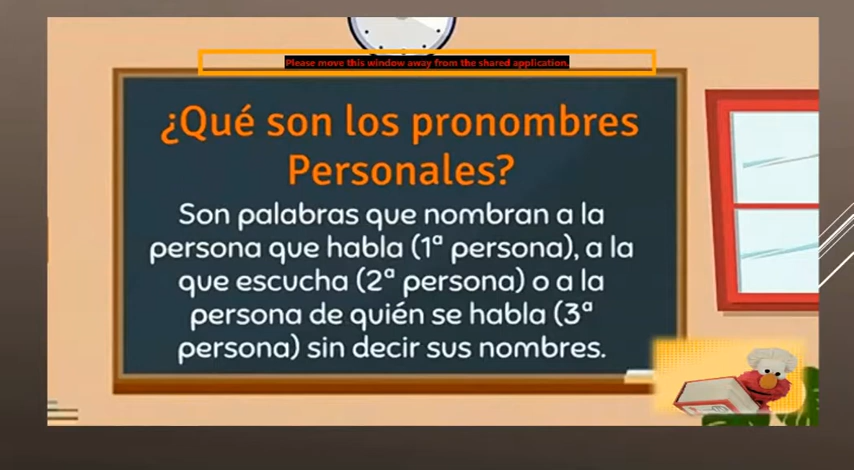 Please move this window away from the shared application.
¿Qué son los pronombres
Personales?
Son palabras que nombran a la
persona que habla (1ª persona), a la
que escucha (2ª persona) o a la
persona de quién se habla (3ª
persona) sin decir sus nombres.